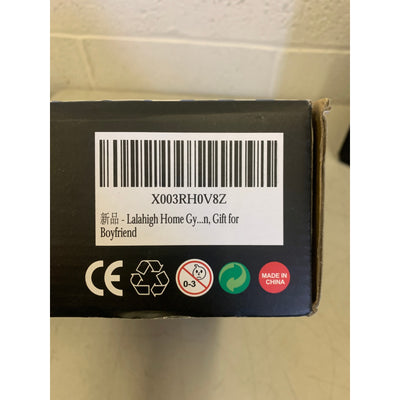 X003RH0V8Z
新品 - Lalahigh Home Gy...n, Gift for
Boyfriend
CE
0-3
MADE IN
CHINA